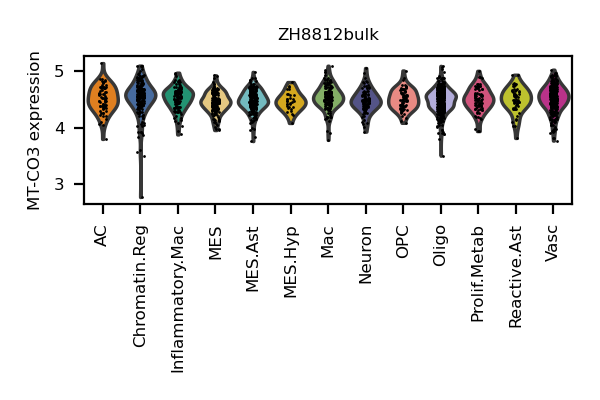 ZH8812bulk
MT-CO3 expression
5
4
3
AC
Chromatin.Reg
Inflammatory.Mac
MES
MES.Ast
MES.Hyp
Mac
Neuron
OPC
Oligo
Prolif.Metab
Reactive.Ast
Vasc